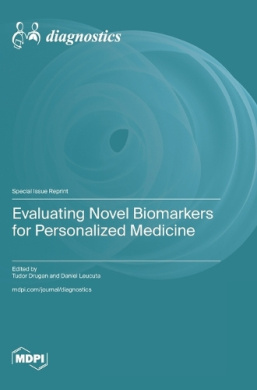 diagnostics
Special Issue Reprint
Evaluating Novel Biomarkers
for Personalized Medicine
Edited by
Tudor Drugan and Daniel Leucuta
mdpi.com/journal/diagnostics
MDPI